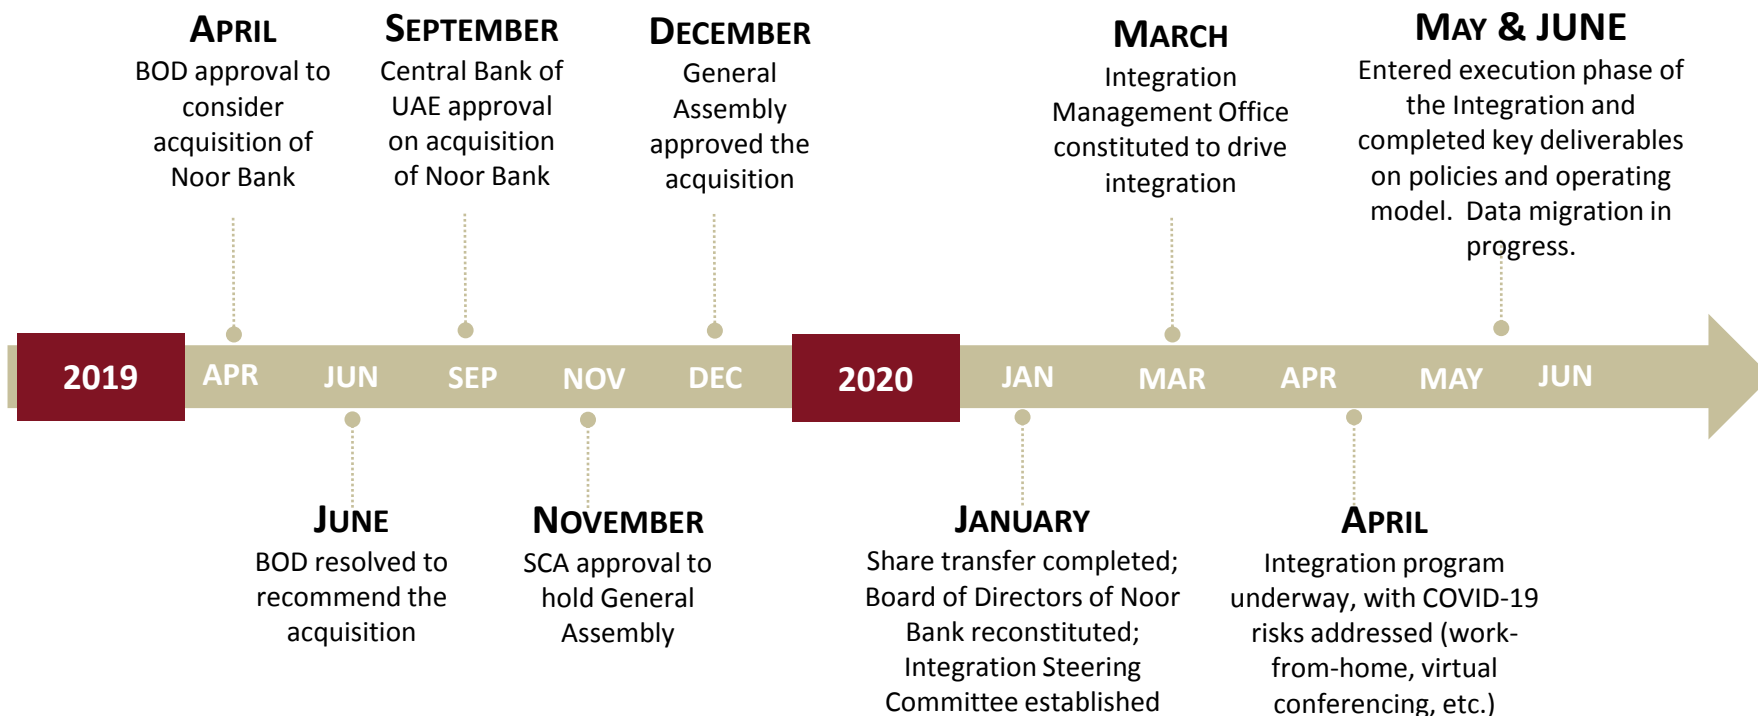 APRIL
BOD approval to
consider
acquisition of
Noor Bank
SEPTEMBER
Central Bank of
UAE approval
on acquisition
of Noor Bank
DECEMBER
General
Assembly
approved the
acquisition
MARCH
Integration
Management Office
constituted to drive
integration
MAY & JUNE
Entered execution phase of
the Integration and
completed key deliverables
on policies and operating
model.  Data migration in
progress.
2019
APR
JUN
SEP
NOV
DEC
2020
JAN
MAR
APR
MAY
JUN
JUNE
BOD resolved to
recommend the
acquisition
NOVEMBER
SCA approval to
hold General
Assembly
JANUARY
Share transfer completed;
Board of Directors of Noor
Bank reconstituted;
Integration Steering
Committee established
APRIL
Integration program
underway, with COVID-19
risks addressed (work-
from-home, virtual
conferencing, etc.)